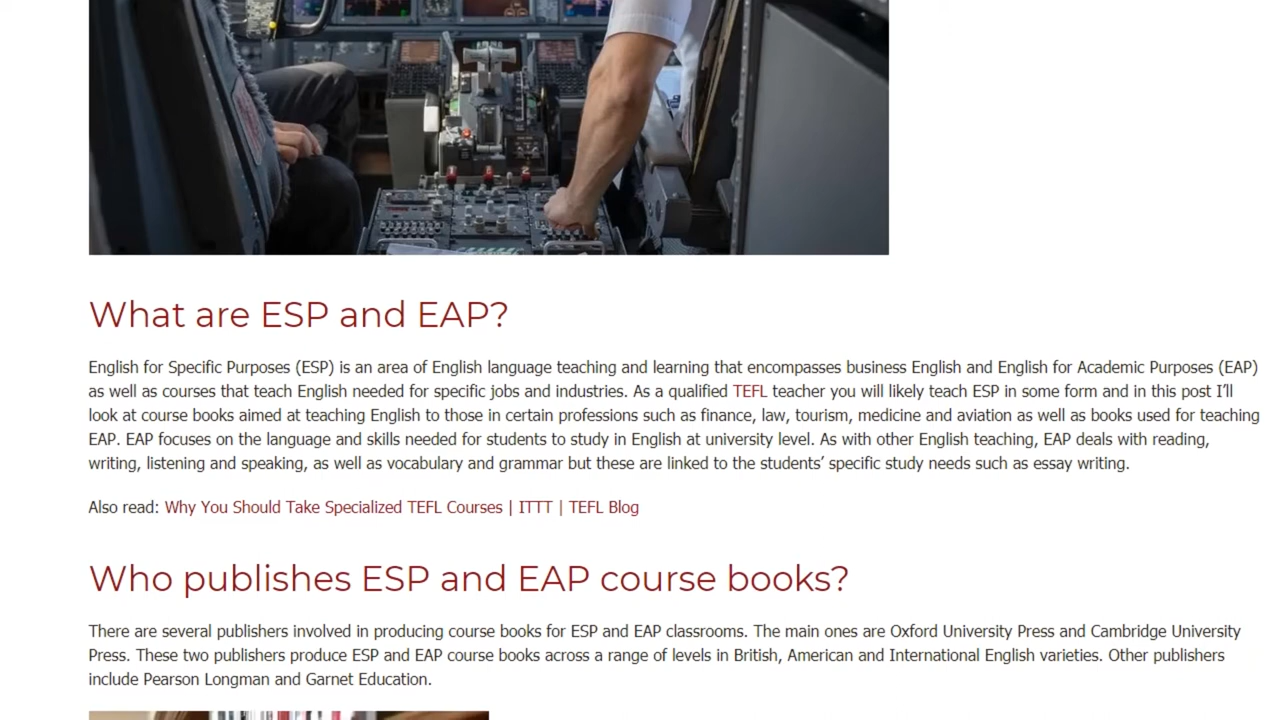 What are ESP and EAP?
English for Specific Purposes (ESP) is an area of English language teaching and learning that encompasses business English and English for Academic Purposes (EAP)
as well as courses that teach English needed for specific jobs and industries. As a qualified TEFL teacher you will likely teach ESP in some form and in this post I’ll
look at course books aimed at teaching English to those in certain professions such as finance, law, tourism, medicine and aviation as well as books used for teaching
EAP. EAP focuses on the language and skills needed for students to study in English at university level. As with other English teaching, EAP deals with reading,
writing, listening and speaking, as well as vocabulary and grammar but these are linked to the students’ specific study needs such as essay writing.
Also read: Why You Should Take Specialized TEFL Courses | ITTT | TEFL Blog
Who publishes ESP and EAP course books?
There are several publishers involved in producing course books for ESP and EAP classrooms. The main ones are Oxford University Press and Cambridge University
Press. These two publishers produce ESP and EAP course books across a range of levels in British, American and International English varieties. Other publishers
include Pearson Longman and Garnet Education.